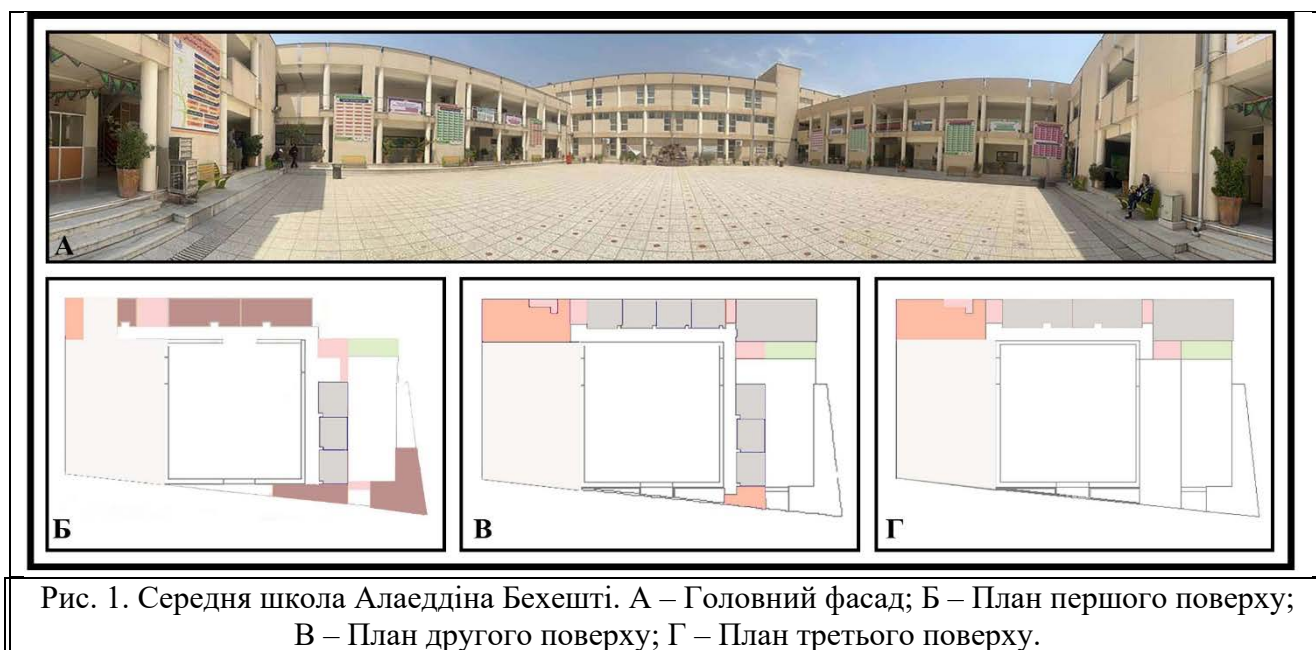 А
Б
В
Г
Рис. 1. Середня школа Алаеддіна Бехешті. А – Головний фасад; Б – План першого поверху;
В – План другого поверху; Г – План третього поверху.